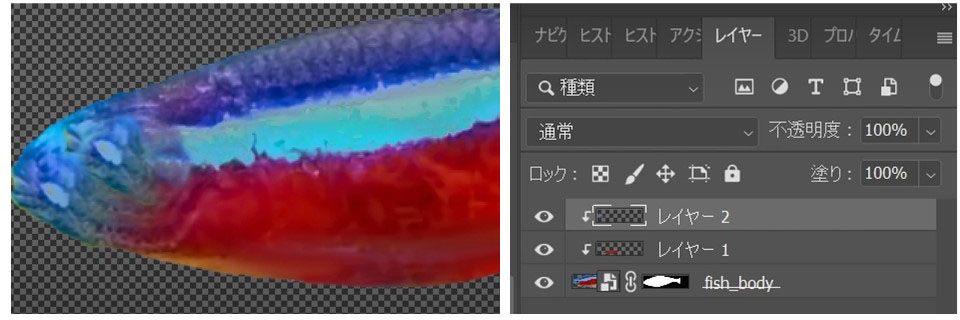 ナビケ ヒスト ヒスト アクシ レイヤー 3D プロパ タイム
種類 T
通常 不透明度: 100%
ロック: 塗り: 100%
レイヤー 2
レイヤー 1
fish_body